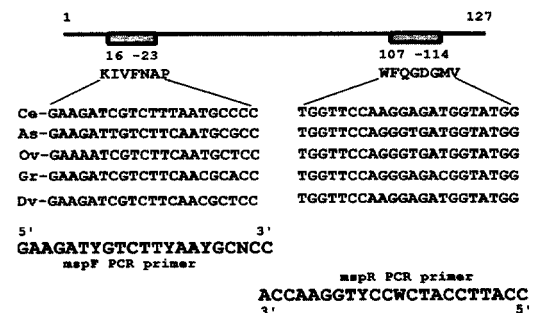 1 127
16 -23 107 -114
KIVFNAP WFQGDGMV
Ce-GAAGATCGTCTTTAATGCCCC TGGTTCCAAGGAGATGGTATGG
As-GAAGATTGTCTTCAATGCGCC TGGTTCCAGGGTGATGGTATGG
Ov-GAAAATCGTCTTCAATGCTCC TGGTTCCAGGGTGATGGTATGG
Gr-GAAGATCGTCTTCAACGCACC TGGTTCCAGGGAGACGGTATGG
Dv-GAAGATCGTCTTCAACGCTCC TGGTTCCAAGGAGATGGTATGG
5' 3'
GAAGATYGTCTTYAAYGCNCC
mspF PCR primer
mspR PCR primer
ACCAAGGTYCCWCTACCTTACC
3' 5'